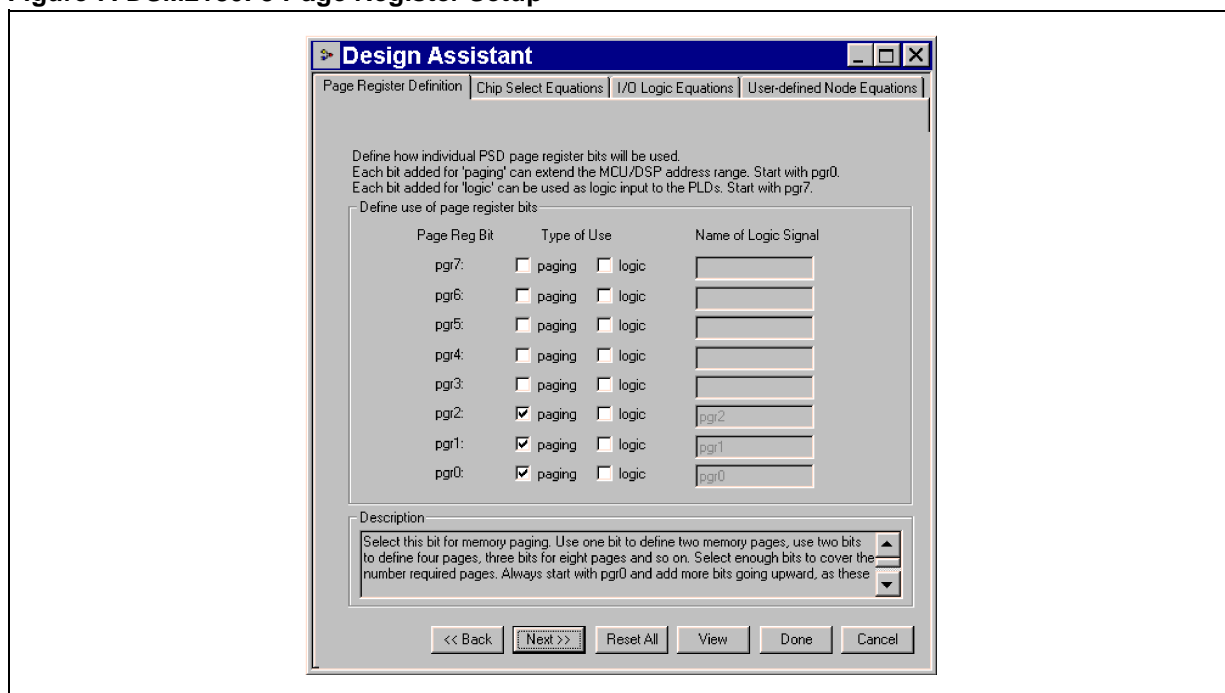 Design Assistant
Page Register Definition Chip Select Equations I/O Logic Equations User-defined Node Equations
Define how individual PSD page register bits will be used.
Each bit added for 'paging' can extend the MCU/DSP address range. Start with pgr0.
Each bit added for 'logic' can be used as logic input to the PLDs. Start with pgr7.
Define use of page register bits
Page Reg Bit Type of Use Name of Logic Signal
pgr7: paging logic
pgr6: paging logic
pgr5: paging logic
pgr4: paging logic
pgr3: paging logic
pgr2: paging logic pgr2
pgr1: paging logic pgr1
pgr0: paging logic pgr0
Description
Select this bit for memory paging. Use one bit to define two memory pages, use two bits
to define four pages, three bits for eight pages and so on. Select enough bits to cover the
number required pages. Always start with pgr0 and add more bits going upward, as these
<< Back Next >> Reset All View Done Cancel